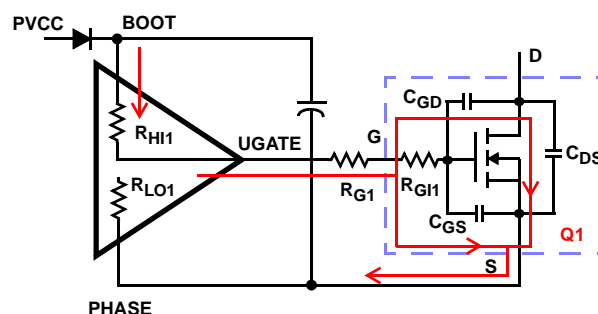 PVCC
BOOT
D
CGD
RHI1
UGATE
G
CDS
RLO1
RG1
RGI1
CGS
Q1
S
PHASE